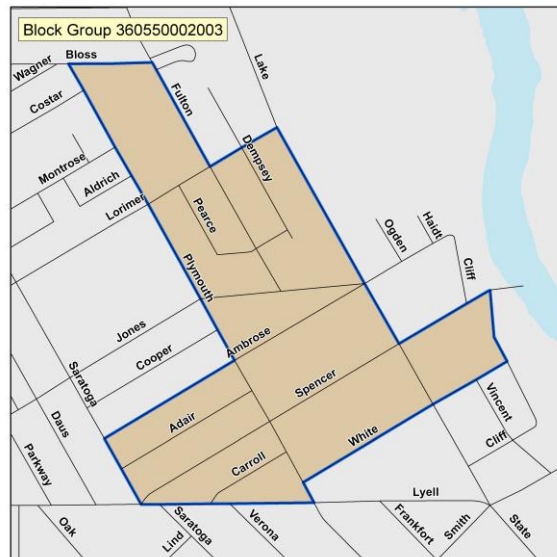 Block Group 360550002003
Bloss
Wagner
Costar
Fulton
Lake
Montrose
Aldrich
Dempsey
Lorimer
Pearce
Ogden
Haidt
Cliff
Plymouth
Jones
Cooper
Ambrose
Saratoga
Spencer
Adair
Daus
Parkway
White
Vincent
Carroll
Cliff
Lyell
Oak
Saratoga
Lind
Verona
Frankfort
Smith
State